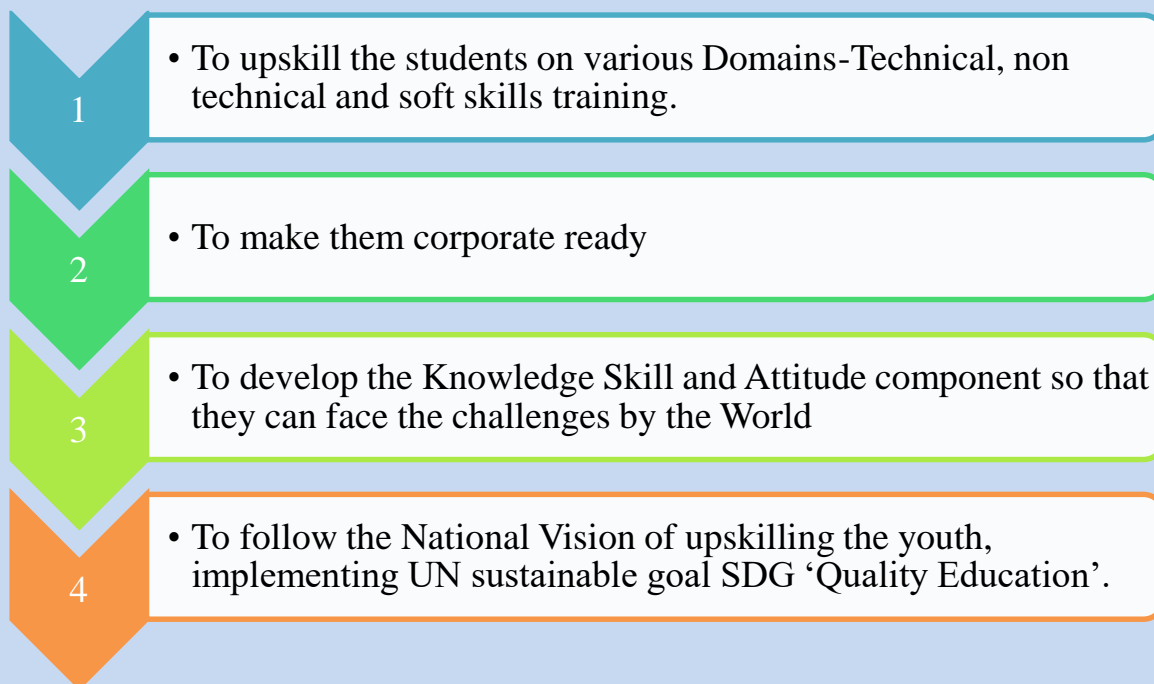 1
• To upskill the students on various Domains-Technical, non
technical and soft skills training.
2
• To make them corporate ready
3
• To develop the Knowledge Skill and Attitude component so that
they can face the challenges by the World
4
• To follow the National Vision of upskilling the youth,
implementing UN sustainable goal SDG ‘Quality Education’.